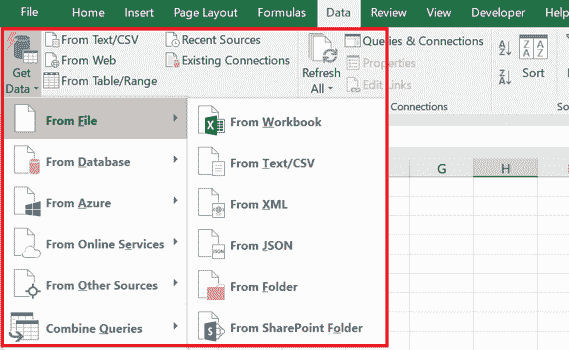 File Home Insert Page Layout Formulas Data Review View Developer Help
From Text/CSV Recent Sources Queries & Connections
From Web Existing Connections Properties
Get Data From Table/Range Refresh All Edit Links Sort
Connections
From File From Workbook
From Database From Text/CSV
G H
From Azure From XML
From Online Services From JSON
From Other Sources From Folder
Combine Queries From SharePoint Folder